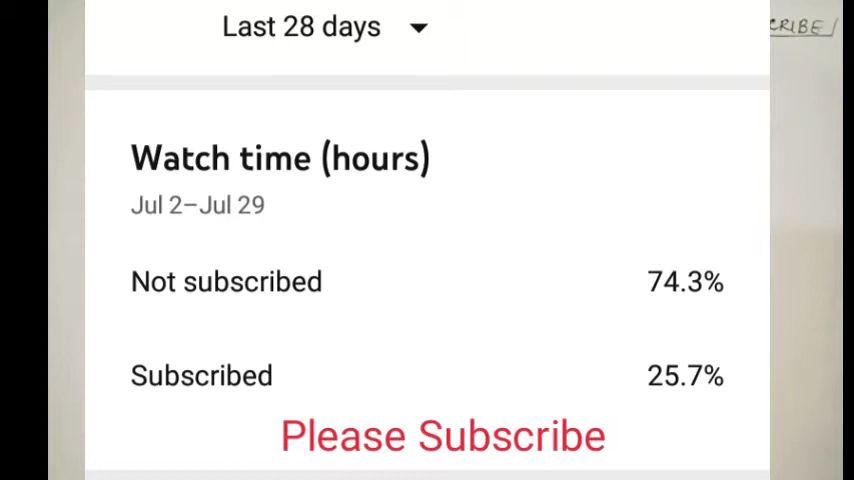 Last 28 days
CRIBE
Watch time (hours)
Jul 2–Jul 29
Not subscribed 74.3%
Subscribed 25.7%
Please Subscribe